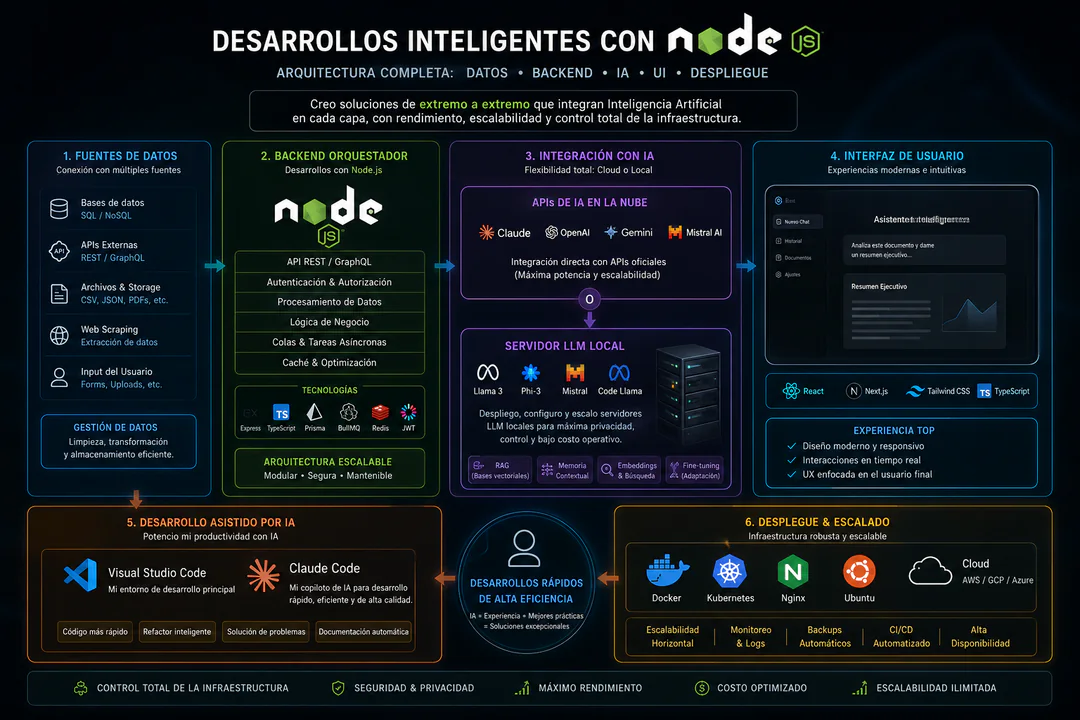 DESARROLLOS INTELIGENTES CON node JS
ARQUITECTURA COMPLETA: DATOS • BACKEND • IA • UI • DESPLIEGUE
Creo soluciones de extremo a extremo que integran Inteligencia Artificial
en cada capa, con rendimiento, escalabilidad y control total de la infraestructura.
1. FUENTES DE DATOS
Conexión con múltiples fuentes
Bases de datos
SQL / NoSQL
API
APIs Externas
REST / GraphQL
Archivos & Storage
CSV, JSON, PDFs, etc.
Web Scraping
Extracción de datos
Input del Usuario
Forms, Uploads, etc.
GESTIÓN DE DATOS
Limpieza, transformación
y almacenamiento eficiente.
2. BACKEND ORQUESTADOR
Desarrollos con Node.js
node
JS
API REST / GraphQL
Autenticación & Autorización
Procesamiento de Datos
Lógica de Negocio
Colas & Tareas Asíncronas
Caché & Optimización
TECNOLOGÍAS
EX TS
Express TypeScript Prisma BullMQ Redis JWT
ARQUITECTURA ESCALABLE
Modular • Segura • Mantenible
3. INTEGRACIÓN CON IA
Flexibilidad total: Cloud o Local
APIs DE IA EN LA NUBE
Claude OpenAI Gemini Mistral AI
Integración directa con APIs oficiales
(Máxima potencia y escalabilidad)
O
SERVIDOR LLM LOCAL
Llama 3 Phi-3 Mistral Code Llama
Despliego, configuro y escalo servidores
LLM locales para máxima privacidad,
control y bajo costo operativo.
RAG
(Bases vectoriales)
Memoria
Contextual
Embeddings
& Búsqueda
Fine-tuning
(Adaptación)
4. INTERFAZ DE USUARIO
Experiencias modernas e intuitivas
Nuevo Chat
Historial
Documentos
Ajustes
Analiza este documento y dame
un resumen ejecutivo...
Resumen Ejecutivo
React Next.js Tailwind CSS TS TypeScript
EXPERIENCIA TOP
Diseño moderno y responsivo
Interacciones en tiempo real
UX enfocada en el usuario final
5. DESARROLLO ASISTIDO POR IA
Potencio mi productividad con IA
Visual Studio Code
Mi entorno de desarrollo principal
Claude Code
Mi copiloto de IA para desarrollo
rápido, eficiente y de alta calidad.
Código más rápido
Refactor inteligente
Solución de problemas
Documentación automática
DESARROLLOS RÁPIDOS
DE ALTA EFICIENCIA
IA + Experiencia + Mejores prácticas
= Soluciones excepcionales
6. DESPLEGUE & ESCALADO
Infraestructura robusta y escalable
Docker Kubernetes Nginx Ubuntu
Cloud
AWS / GCP / Azure
Escalabilidad
Horizontal
Monitoreo
& Logs
Backups
Automáticos
CI/CD
Automatizado
Alta
Disponibilidad
CONTROL TOTAL DE LA INFRAESTRUCTURA
SEGURIDAD & PRIVACIDAD
MÁXIMO RENDIMIENTO
COSTO OPTIMIZADO
ESCALABILIDAD ILIMITADA